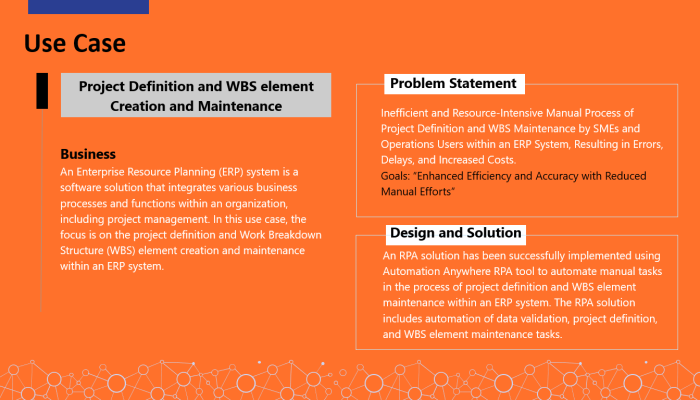 Use Case
Project Definition and WBS element
Creation and Maintenance
Business
An Enterprise Resource Planning (ERP) system is a
software solution that integrates various business
processes and functions within an organization,
including project management. In this use case, the
focus is on the project definition and Work Breakdown
Structure (WBS) element creation and maintenance
within an ERP system.
Problem Statement
Inefficient and Resource-Intensive Manual Process of
Project Definition and WBS Maintenance by SMEs and
Operations Users within an ERP System, Resulting in Errors,
Delays, and Increased Costs.
Goals: “Enhanced Efficiency and Accuracy with Reduced
Manual Efforts”
Design and Solution
An RPA solution has been successfully implemented using
Automation Anywhere RPA tool to automate manual tasks
in the process of project definition and WBS element
maintenance within an ERP system. The RPA solution
includes automation of data validation, project definition,
and WBS element maintenance tasks.